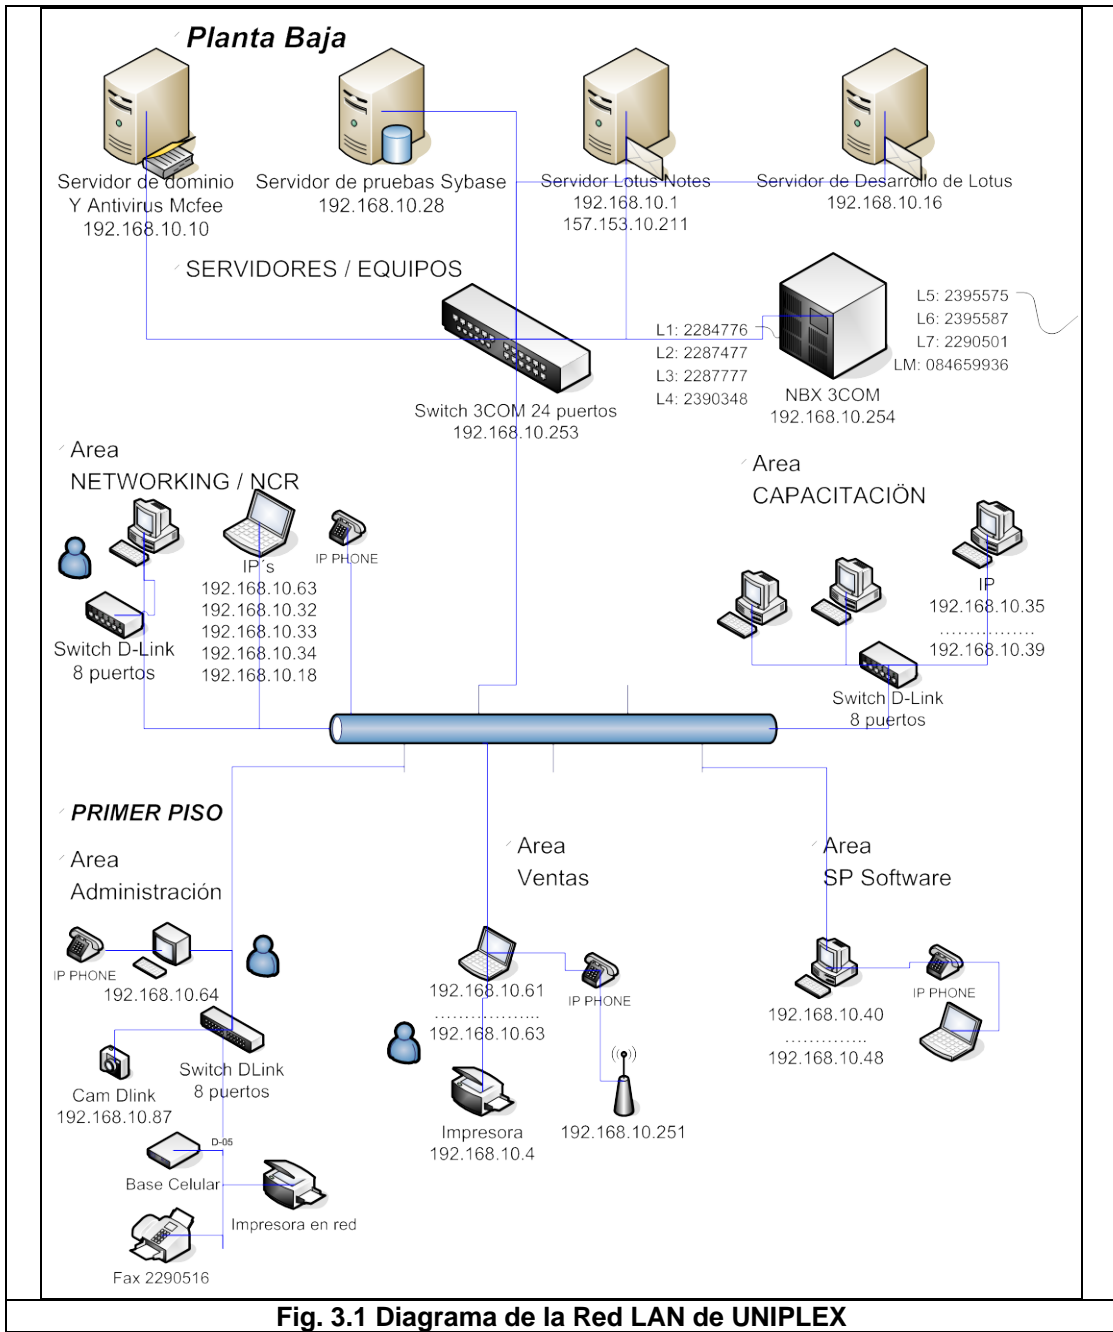 Planta Baja
Servidor de dominio
Y Antivirus Mcfee
192.168.10.10
Servidor de pruebas Sybase
192.168.10.28
Servidor Lotus Notes
192.168.10.1
157.153.10.211
Servidor de Desarrollo de Lotus
192.168.10.16
SERVIDORES / EQUIPOS
Switch 3COM 24 puertos
192.168.10.253
L1: 2284776
L2: 2287477
L3: 2287777
L4: 2390348
NBX 3COM
192.168.10.254
L5: 2395575
L6: 2395587
L7: 2290501
LM: 084659936
Area
NETWORKING / NCR
IP PHONE
IP´s
192.168.10.63
192.168.10.32
192.168.10.33
192.168.10.34
192.168.10.18
Switch D-Link
8 puertos
Area
CAPACITACIÖN
IP
192.168.10.35
................
192.168.10.39
Switch D-Link
8 puertos
PRIMER PISO
Area
Administración
IP PHONE
192.168.10.64
Switch DLink
8 puertos
Cam Dlink
192.168.10.87
D-05
Base Celular
Impresora en red
Fax 2290516
Area
Ventas
192.168.10.61
..................
192.168.10.63
IP PHONE
Impresora
192.168.10.4
192.168.10.251
Area
SP Software
192.168.10.40
..............
192.168.10.48
IP PHONE
Fig. 3.1 Diagrama de la Red LAN de UNIPLEX